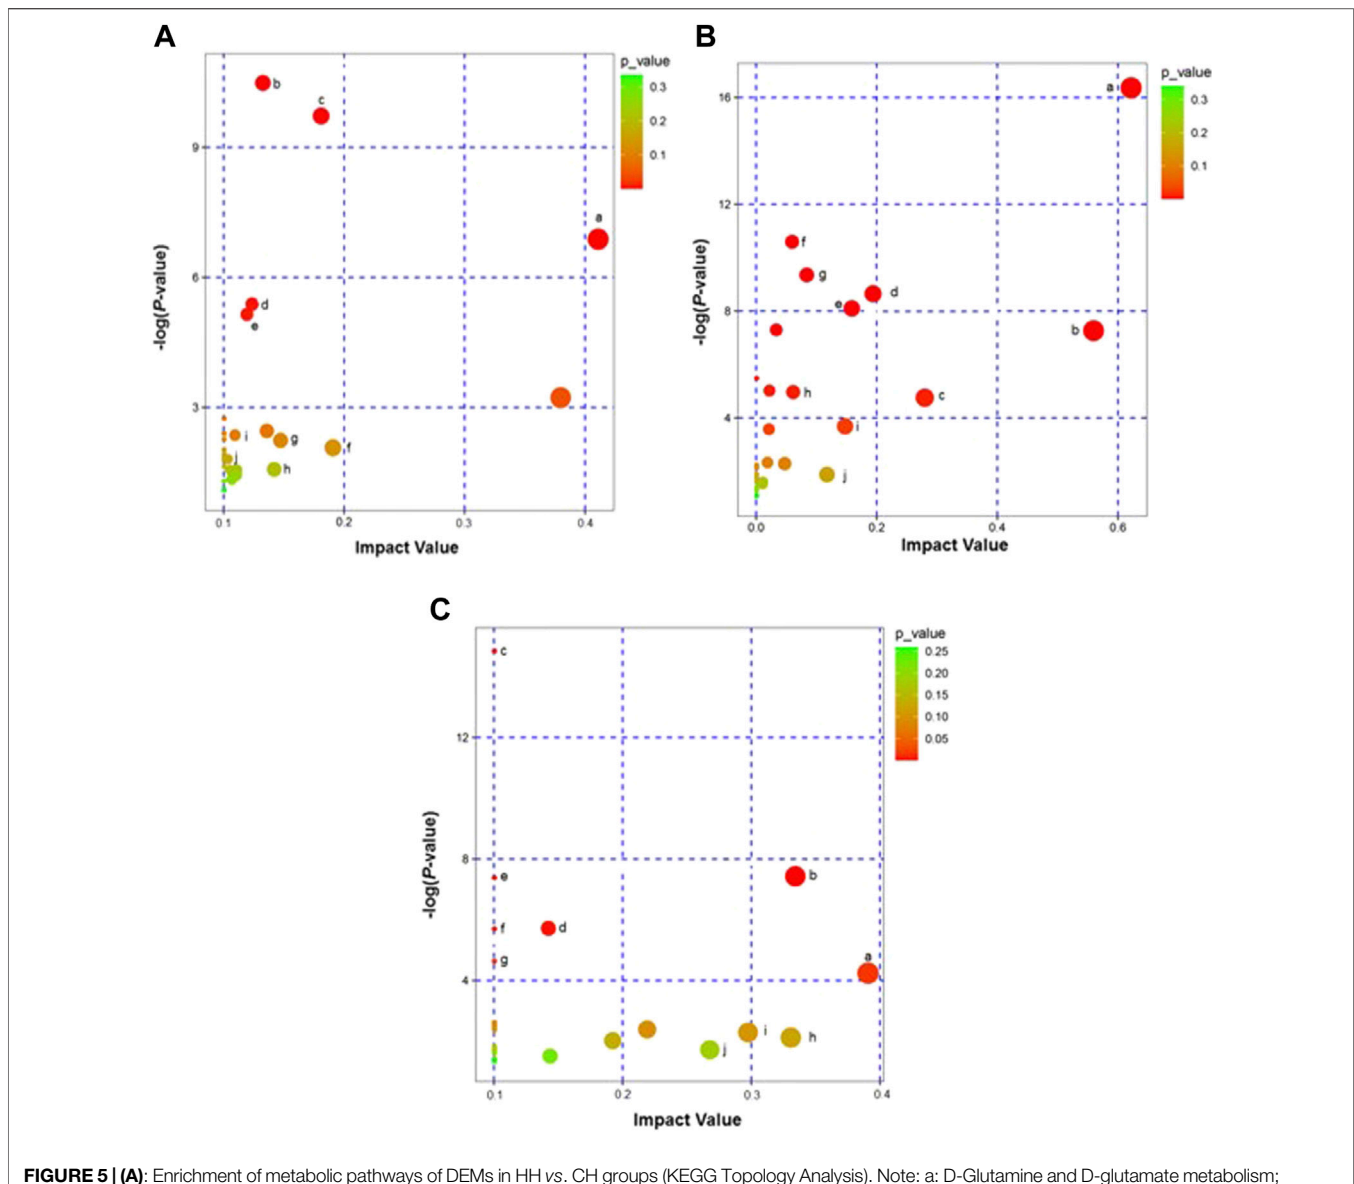 A
b
c
a
d
e
i
g
f
j
h
9
6
3
0.1
0.2
0.3
0.4
-log(P-value)
Impact Value
p_value
0.3
0.2
0.1
B
a
f
g
d
e
b
h
c
i
j
16
12
8
4
0.0
0.2
0.4
0.6
-log(P-value)
Impact Value
p_value
0.3
0.2
0.1
C
c
b
e
d
f
g
a
i
h
j
12
8
4
0.1
0.2
0.3
0.4
-log(P-value)
Impact Value
p_value
0.25
0.20
0.15
0.10
0.05
FIGURE 5 | (A): Enrichment of metabolic pathways of DEMs in HH vs. CH groups (KEGG Topology Analysis). Note: a: D-Glutamine and D-glutamate metabolism;